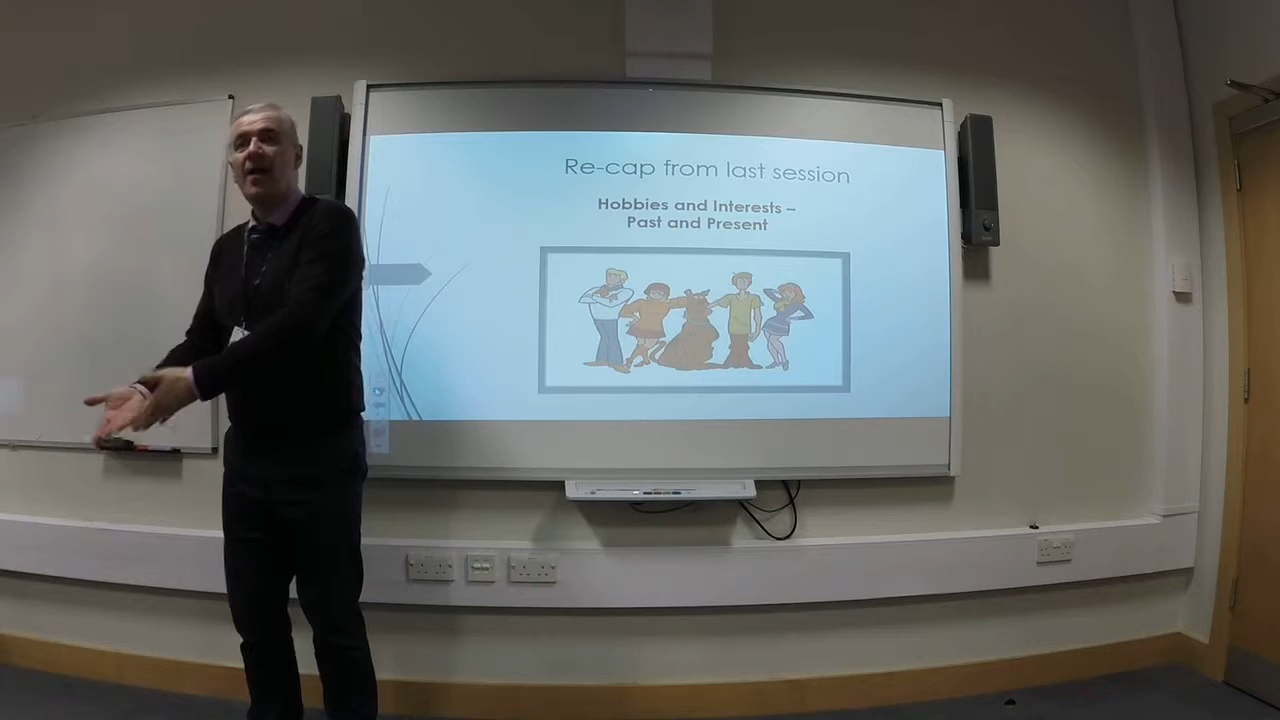 Re-cap from last session
Hobbies and Interests –
Past and Present